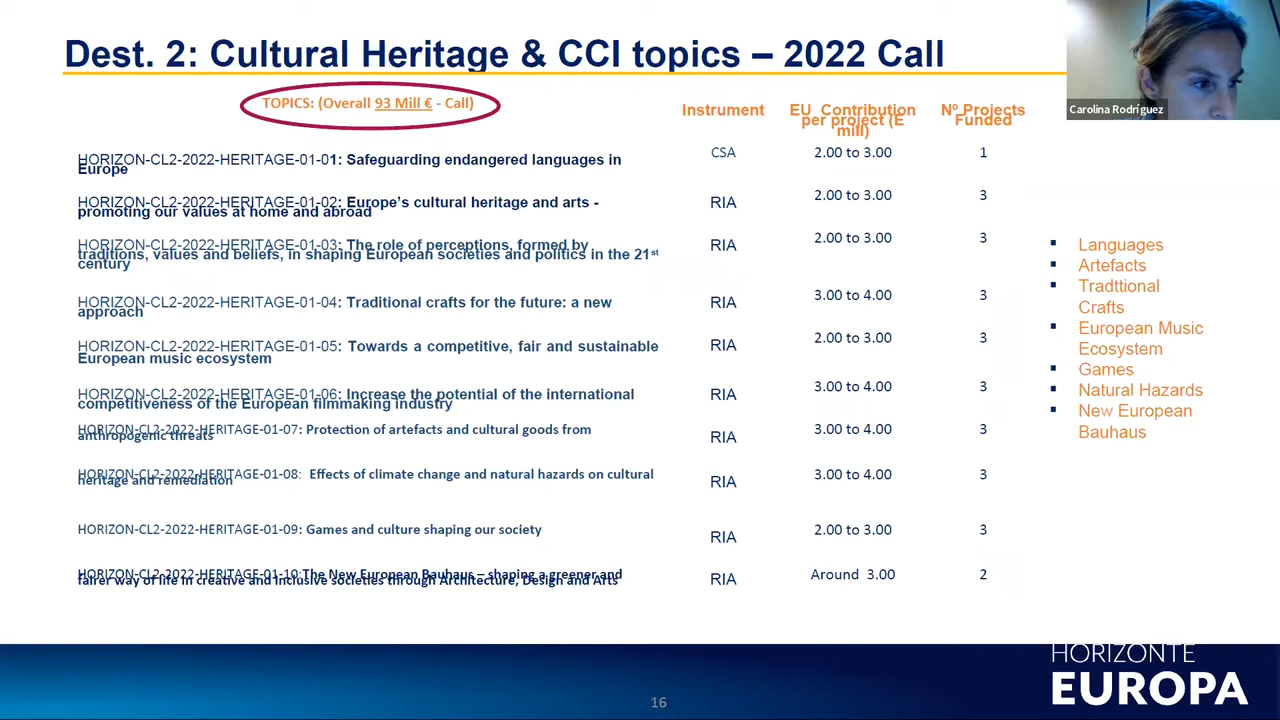 Dest. 2: Cultural Heritage & CCI topics – 2022 Call
Carolina Rodríguez
TOPICS: (Overall 93 Mill € - Call)
Instrument
EU Contribution
per project (E
mill)
Nº Projects
Funded
HORIZON-CL2-2022-HERITAGE-01-01: Safeguarding endangered languages in
Europe
CSA
2.00 to 3.00
1
HORIZON-CL2-2022-HERITAGE-01-02: Europe's cultural heritage and arts -
promoting our values at home and abroad
RIA
2.00 to 3.00
3
HORIZON-CL2-2022-HERITAGE-01-03: The role of perceptions, formed by
traditions, values and beliefs, in shaping European societies and politics in the 21st
century
RIA
2.00 to 3.00
3
HORIZON-CL2-2022-HERITAGE-01-04: Traditional crafts for the future: a new
approach
RIA
3.00 to 4.00
3
HORIZON-CL2-2022-HERITAGE-01-05: Towards a competitive, fair and sustainable
European music ecosystem
RIA
2.00 to 3.00
3
HORIZON-CL2-2022-HERITAGE-01-06: Increase the potential of the international
competitiveness of the European filmmaking industry
RIA
3.00 to 4.00
3
HORIZON-CL2-2022-HERITAGE-01-07: Protection of artefacts and cultural goods from
anthropogenic threats
RIA
3.00 to 4.00
3
HORIZON-CL2-2022-HERITAGE-01-08: Effects of climate change and natural hazards on cultural
heritage and remediation
RIA
3.00 to 4.00
3
HORIZON-CL2-2022-HERITAGE-01-09: Games and culture shaping our society
RIA
2.00 to 3.00
3
HORIZON-CL2-2022-HERITAGE-01-10:The New European Bauhaus – shaping a greener and
fairer way of life in creative and inclusive societies through Architecture, Design and Arts
RIA
Around 3.00
2
▪ Languages
▪ Artefacts
▪ Tradttional
Crafts
▪ European Music
Ecosystem
▪ Games
▪ Natural Hazards
▪ New European
Bauhaus
HORIZONTE
EUROPA
16